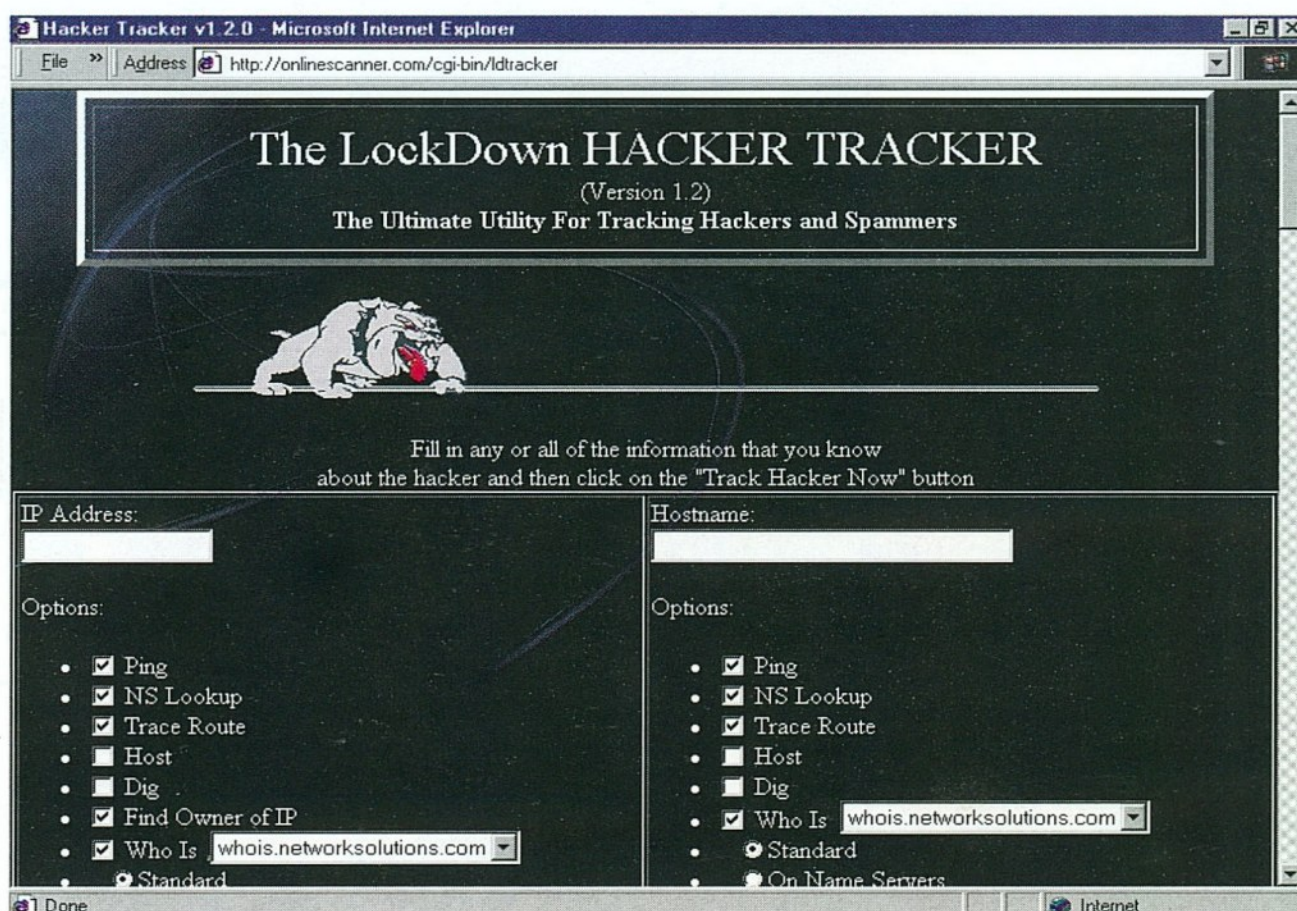 Hacker Tracker v1.2.0 - Microsoft Internet Explorer
File » Address http://onlinescanner.com/cgi-bin/ldtracker
The LockDown HACKER TRACKER
(Version 1.2)
The Ultimate Utility For Tracking Hackers and Spammers
Fill in any or all of the information that you know
about the hacker and then click on the "Track Hacker Now" button
IP Address:
Options:
Ping
NS Lookup
Trace Route
Host
Dig
Find Owner of IP
Who Is whois.networksolutions.com
Standard
Hostname:
Options:
Ping
NS Lookup
Trace Route
Host
Dig
Who Is whois.networksolutions.com
Standard
On Name Servers
Done
Internet